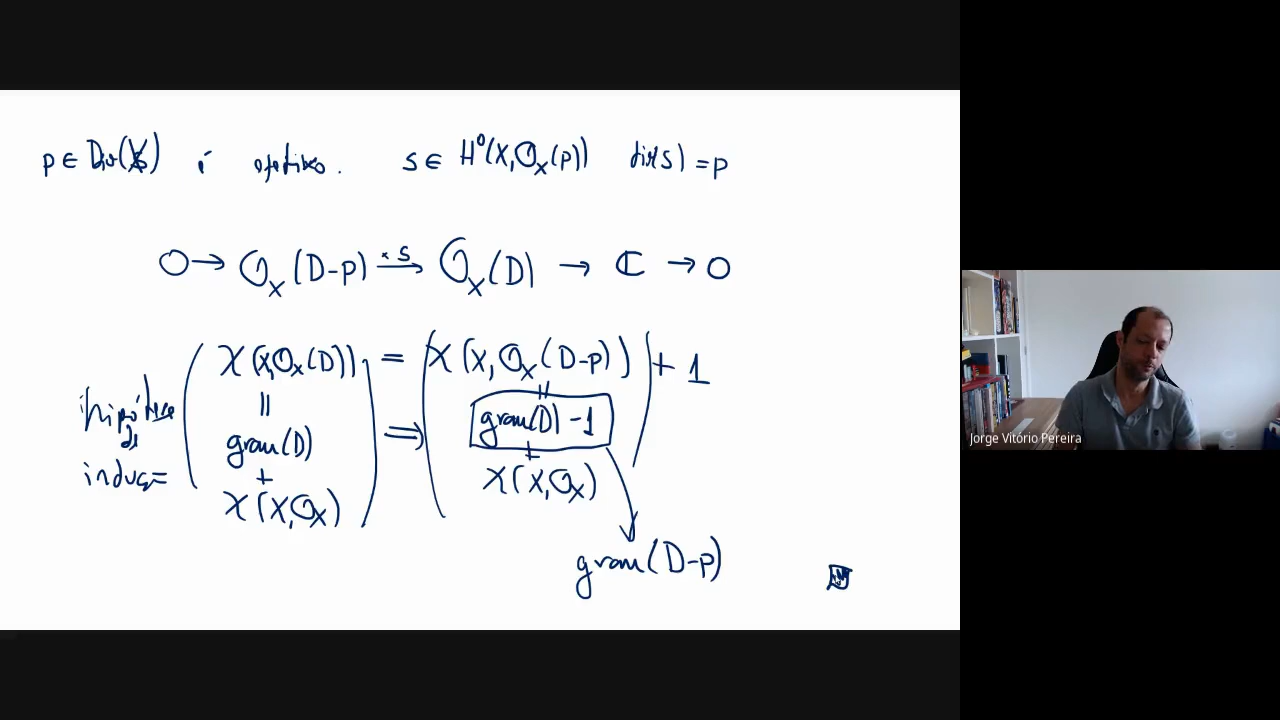 p ∈ Div(X) é efetivo. s ∈ H⁰(X, O_X(p)) div(s) = p
0 → O_X(D-p) → ×s O_X(D) → ℂ → 0
hipótese de indução
( χ(X, O_X(D)) = ( χ(X, O_X(D-p)) ) + 1
|| ||
grau(D) ) ⇒ grau(D) - 1
+ +
χ(X, O_X) χ(X, O_X)
grau(D-p)
Jorge Vitório Pereira